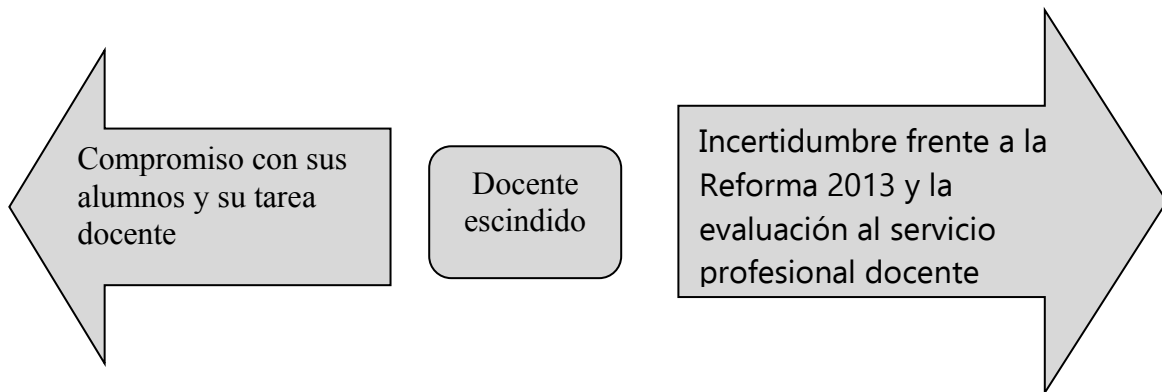 Compromiso con sus
alumnos y su tarea
docente
Docente
escindido
Incertidumbre frente a la
Reforma 2013 y la
evaluación al servicio
profesional docente